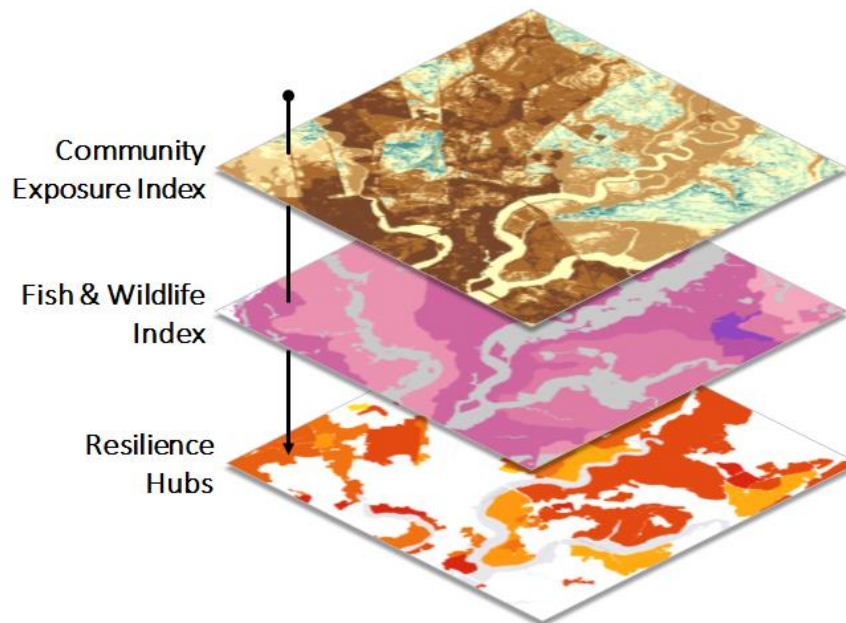 Community
Exposure Index
Fish & Wildlife
Index
Resilience
Hubs